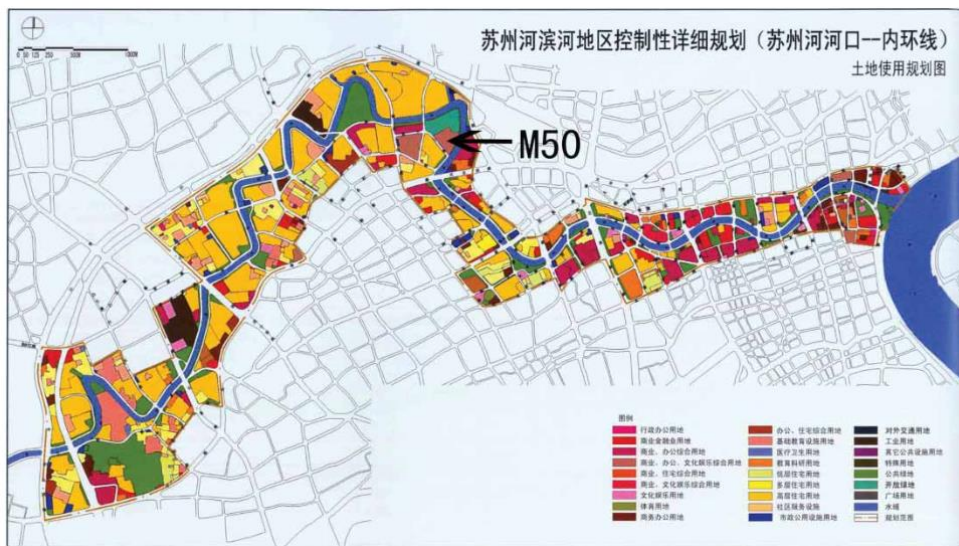 苏州河滨河地区控制性详细规划（苏州河河口--内环线）
土地使用规划图
M50
图例
行政办公用地
商业金融业用地
商业、办公综合用地
商业、办公、文化娱乐综合用地
商业、住宅综合用地
商业、文化娱乐综合用地
文化娱乐用地
体育用地
商务办公用地
办公、住宅综合用地
基础教育设施用地
医疗卫生用地
教育科研用地
低层住宅用地
多层住宅用地
高层住宅用地
社区服务设施
市政公用设施用地
对外交通用地
工业用地
其它公共设施用地
特殊用地
公共绿地
开放绿地
广场用地
水域
规划范围